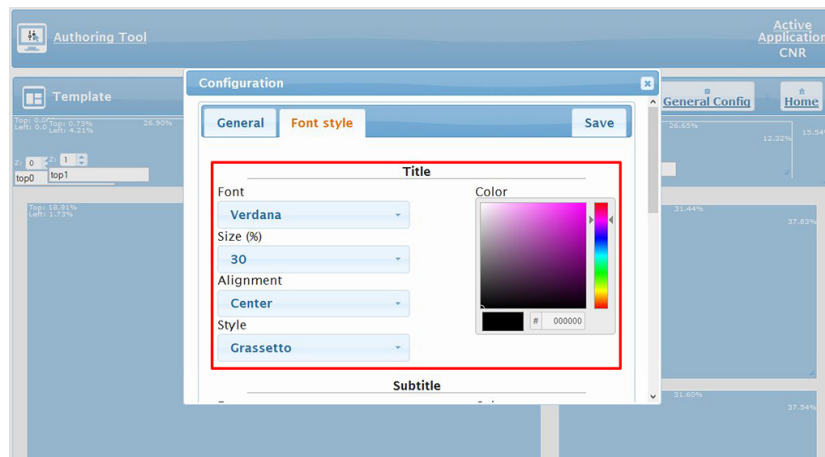 Authoring Tool
Active
Application
CNR
Template
Configuration
General Config
Home
General
Font style
Save
Top: 0.73%
Left: 4.21%
26.90%
26.65%
12.32%
Z: 0
Z: 1
top0
top1
Title
Font
Color
Verdana
Size (%)
30
Alignment
Center
Style
# 000000
Grassetto
Subtitle
Top: 18.91%
Left: 1.73%
31.44%
37.83%
31.60%
37.54%